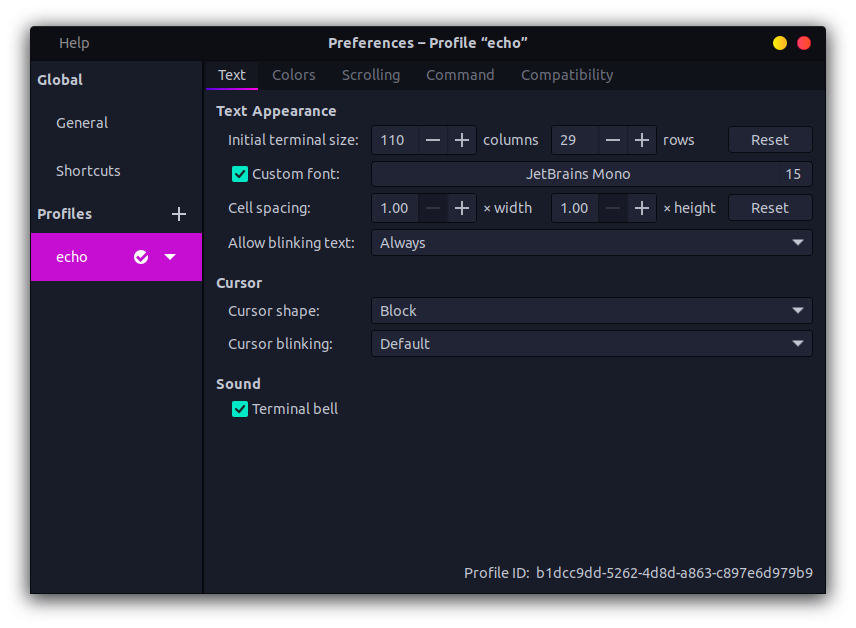 Help
Preferences – Profile “echo”
Global
General
Shortcuts
Profiles
echo
Text Colors Scrolling Command Compatibility
Text Appearance
Initial terminal size: 110 columns 29 rows Reset
Custom font: JetBrains Mono 15
Cell spacing: 1.00 × width 1.00 × height Reset
Allow blinking text: Always
Cursor
Cursor shape: Block
Cursor blinking: Default
Sound
Terminal bell
Profile ID: b1dcc9dd-5262-4d8d-a863-c897e6d979b9